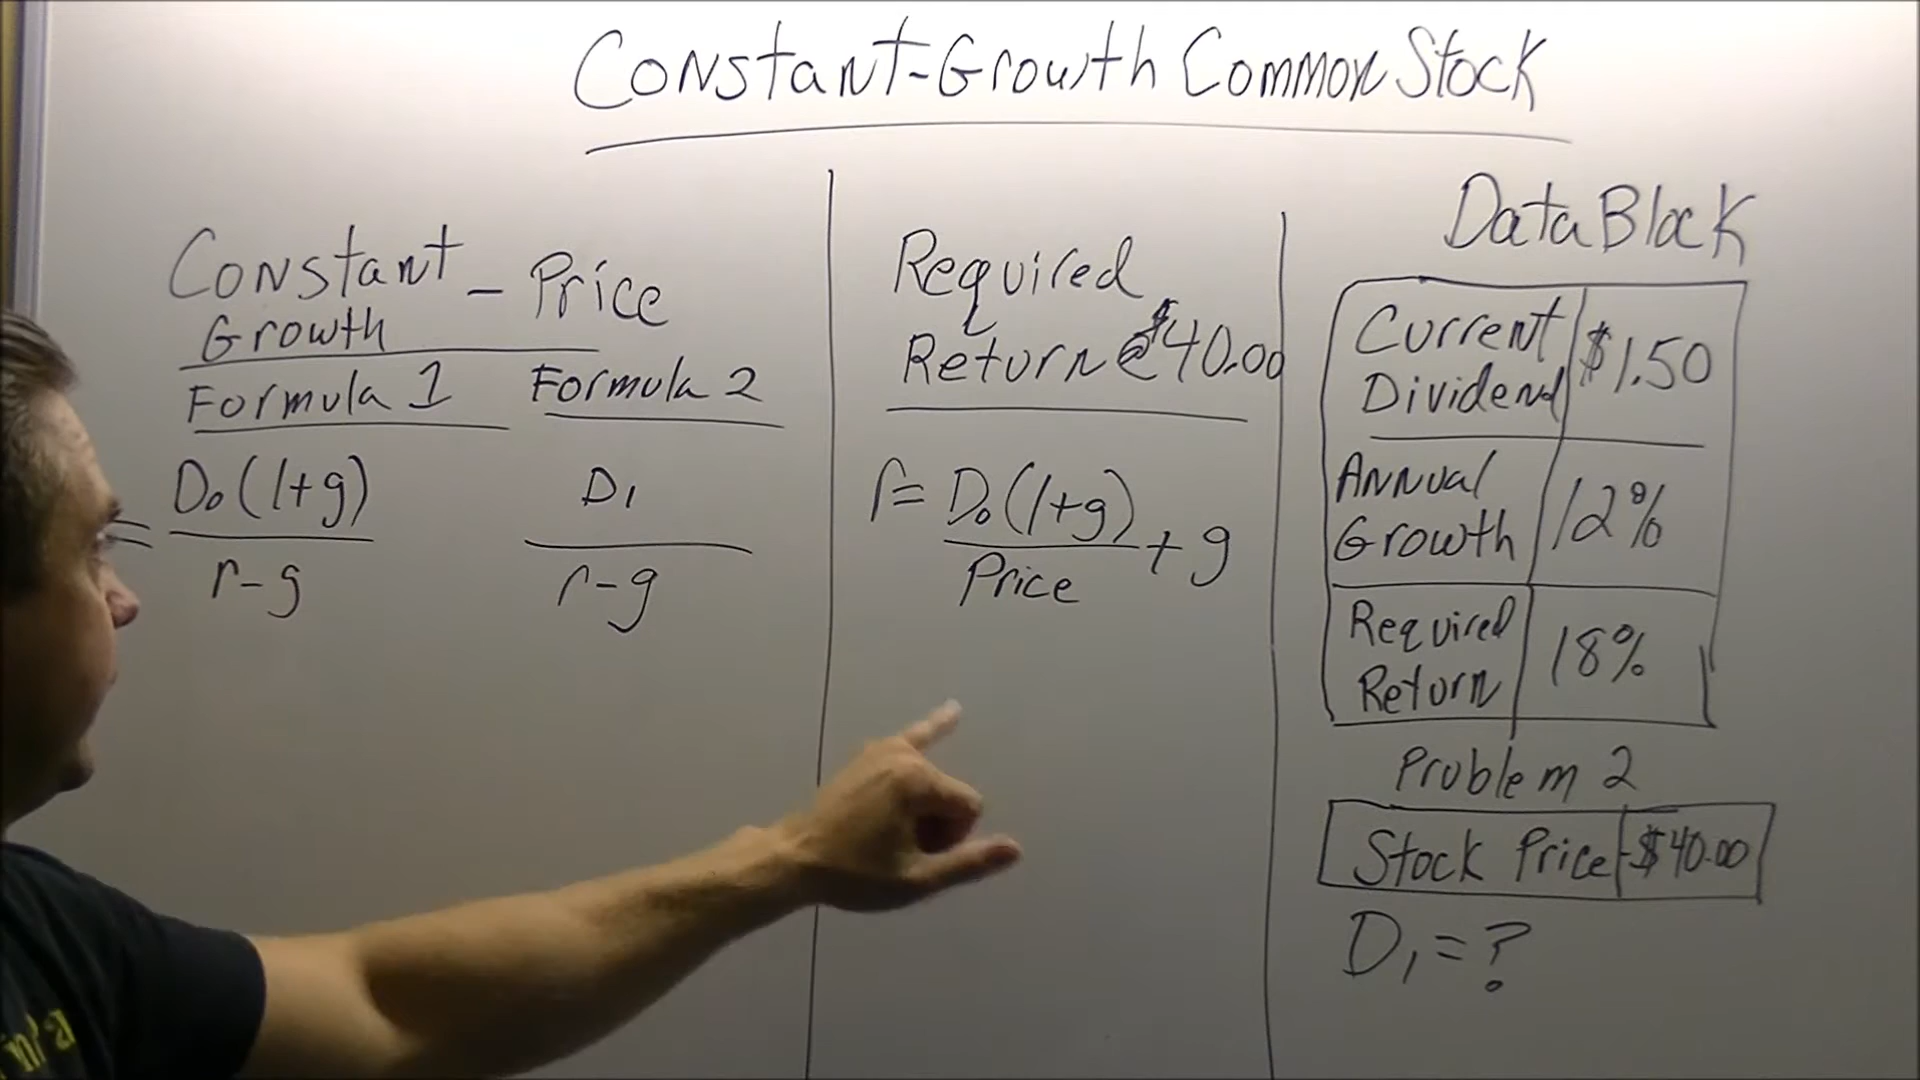 Constant-Growth Common Stock
Constant Growth - Price
Formula 1 Formula 2
= D₀(1+g) / r-g
D₁ / r-g
Required
Return @ $40.00
r = D₀(1+g) / Price + g
Data Block
Current Dividend $1.50
Annual Growth 12%
Required Return 18%
Problem 2
Stock Price $40.00
D₁ = ?